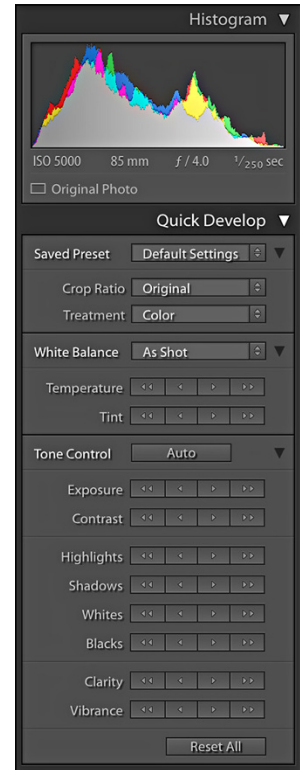 Histogram
ISO 5000 85 mm ƒ / 4.0 1/250 sec
Original Photo
Quick Develop
Saved Preset Default Settings
Crop Ratio Original
Treatment Color
White Balance As Shot
Temperature
Tint
Tone Control Auto
Exposure
Contrast
Highlights
Shadows
Whites
Blacks
Clarity
Vibrance
Reset All